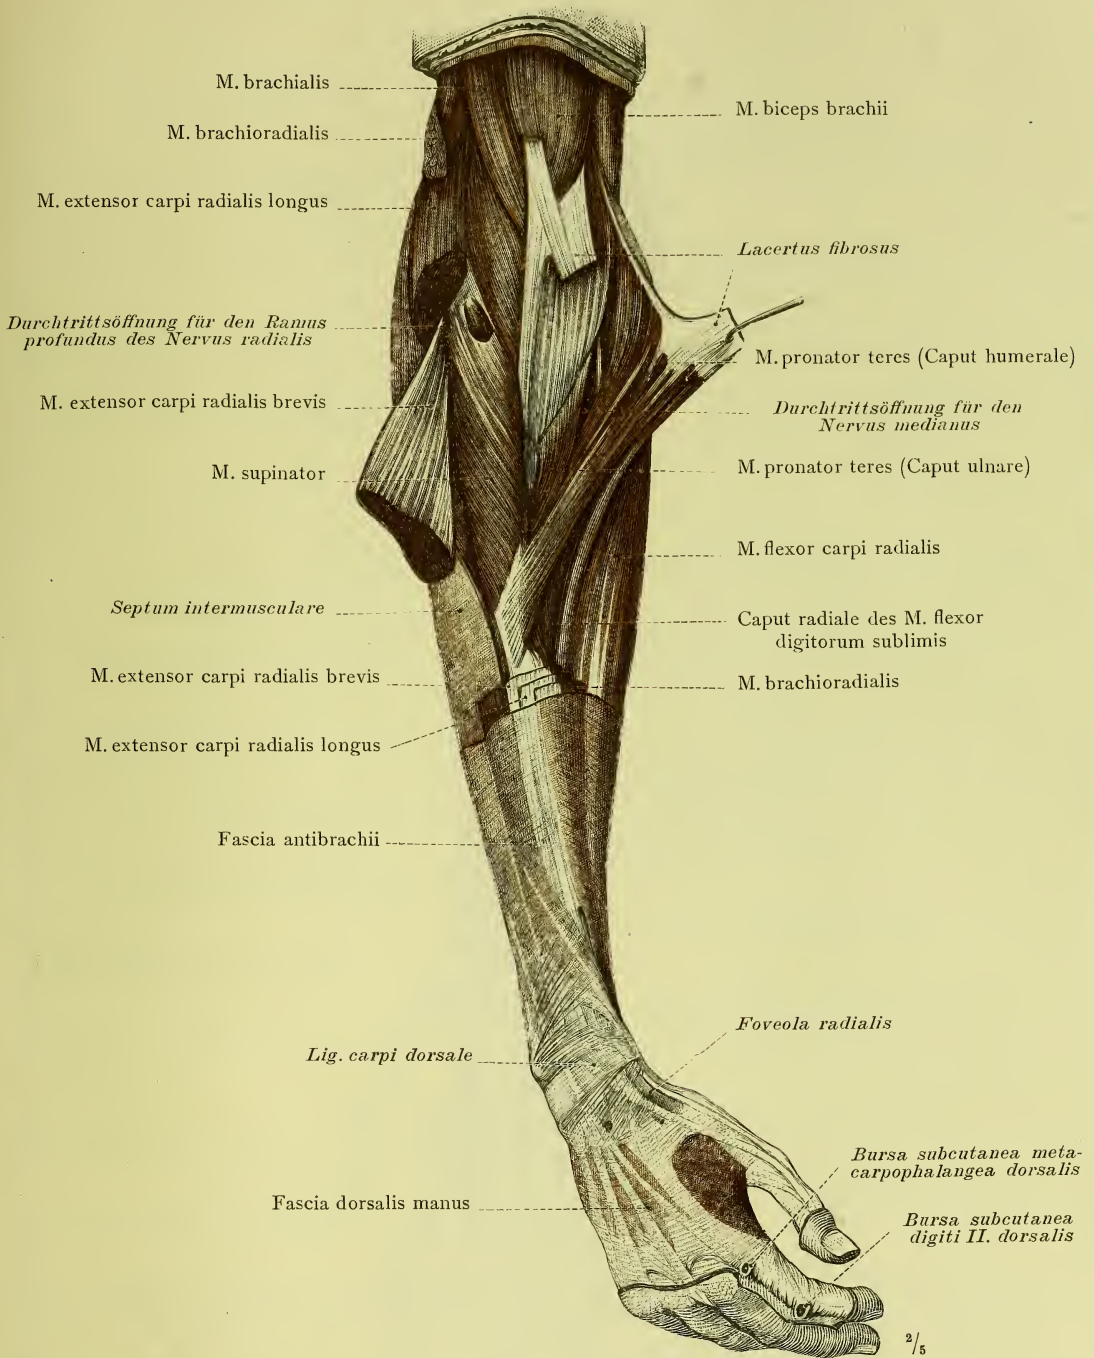 M. brachialis
M. brachioradialis
M. extensor carpi radialis longus
Durchtrittsöffnung für den Ramus
profundus des Nervus radialis
M. extensor carpi radialis brevis
M. supinator
Septum intermusculare
M. extensor carpi radialis brevis
M. extensor carpi radialis longus
Fascia antibrachii
Lig. carpi dorsale
Fascia dorsalis manus
M. biceps brachii
Lacertus fibrosus
M. pronator teres (Caput humerale)
Durchtrittsöffnung für den
Nervus medianus
M. pronator teres (Caput ulnare)
M. flexor carpi radialis
Caput radiale des M. flexor
digitorum sublimis
M. brachioradialis
Foveola radialis
Bursa subcutanea meta-
carpophalangea dorsalis
Bursa subcutanea
digiti II. dorsalis
2/5